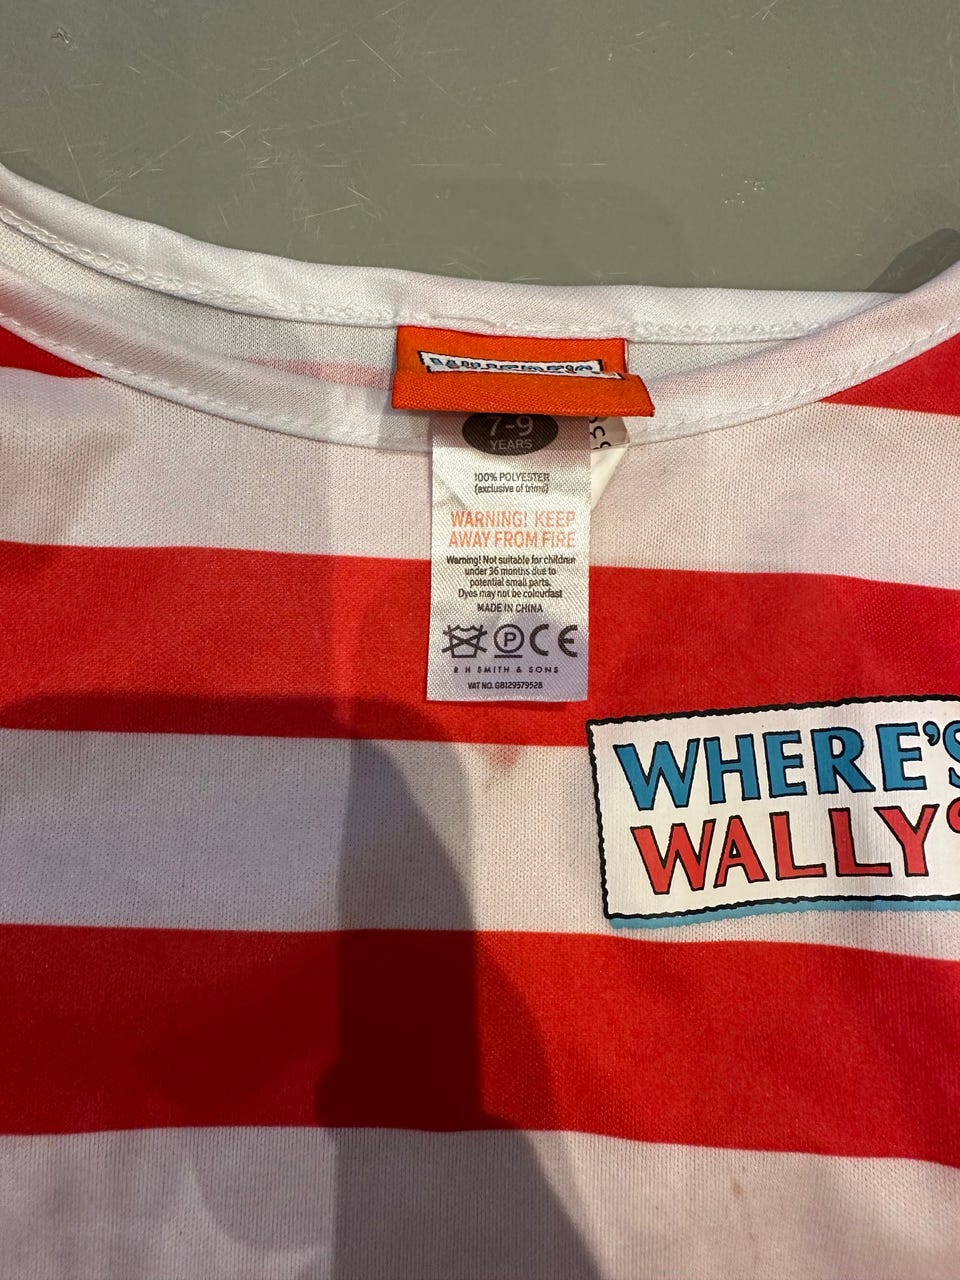 7-9
YEARS
100% POLYESTER
(exclusive of trims)
WARNING! KEEP
AWAY FROM FIRE
Warning! Not suitable for children
under 36 months due to
potential small parts.
Dyes may not be colourfast
MADE IN CHINA
P CE
R H SMITH & SONS
VAT NO. GB129579528
WHERE'S
WALLY